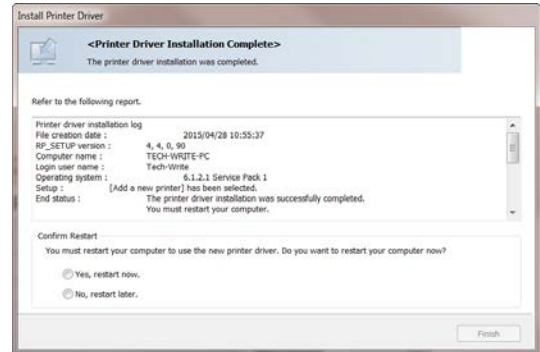 Install Printer Driver
<Printer Driver Installation Complete>
The printer driver installation was completed.
Refer to the following report.
Printer driver installation log
File creation date : 2015/04/28 10:55:37
RP_SETUP version : 4, 4, 0, 90
Computer name : TECH-WRITE-PC
Login user name : Tech-Write
Operating system : 6.1.2.1 Service Pack 1
Setup : [Add a new printer] has been selected.
End status : The printer driver installation was successfully completed.
You must restart your computer.
Confirm Restart
You must restart your computer to use the new printer driver. Do you want to restart your computer now?
Yes, restart now.
No, restart later.
Finish